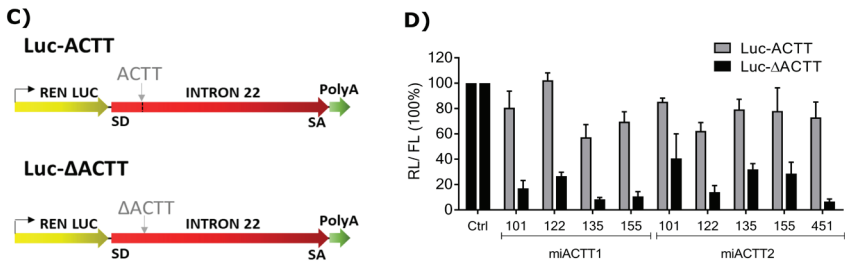 C)
Luc-ACTT
ACTT
REN LUC
INTRON 22
PolyA
SD
SA
Luc-ΔACTT
ΔACTT
REN LUC
INTRON 22
PolyA
SD
SA
D)
Luc-ACTT
Luc-ΔACTT
RL/ FL (100%)
120
100
80
60
40
20
0
Ctrl 101 122 135 155 101 122 135 155 451
miACTT1 miACTT2